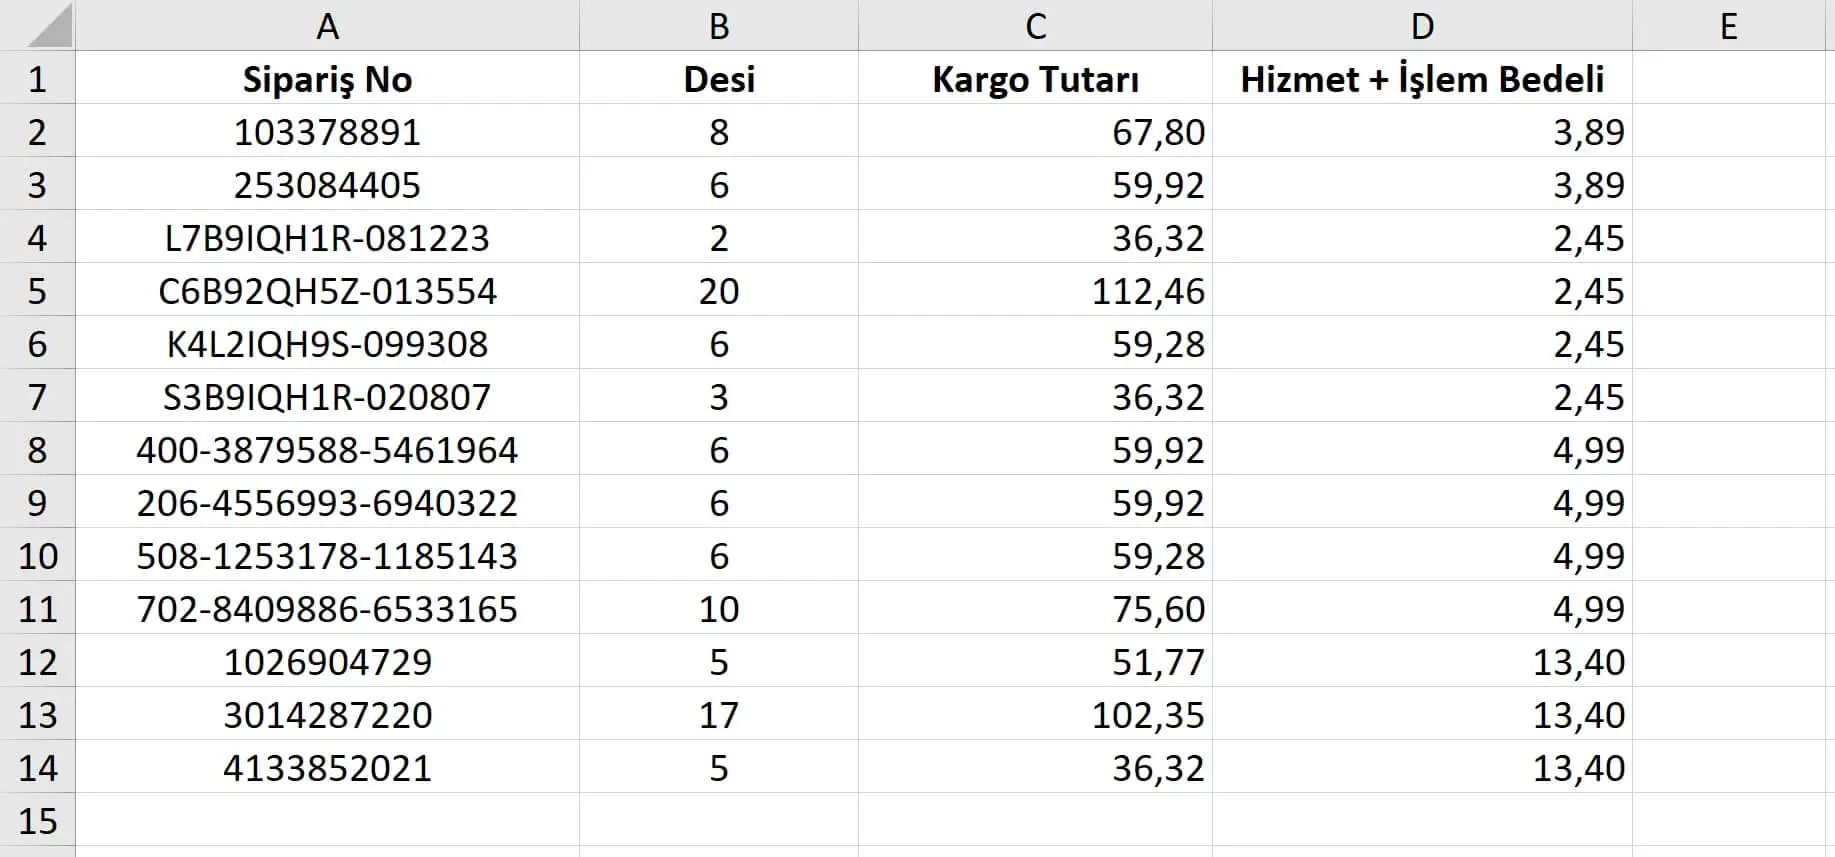 A B C D E
1 Sipariş No Desi Kargo Tutarı Hizmet + İşlem Bedeli
2 103378891 8 67,80 3,89
3 253084405 6 59,92 3,89
4 L7B9IQH1R-081223 2 36,32 2,45
5 C6B92QH5Z-013554 20 112,46 2,45
6 K4L2IQH9S-099308 6 59,28 2,45
7 S3B9IQH1R-020807 3 36,32 2,45
8 400-3879588-5461964 6 59,92 4,99
9 206-4556993-6940322 6 59,92 4,99
10 508-1253178-1185143 6 59,28 4,99
11 702-8409886-6533165 10 75,60 4,99
12 1026904729 5 51,77 13,40
13 3014287220 17 102,35 13,40
14 4133852021 5 36,32 13,40
15